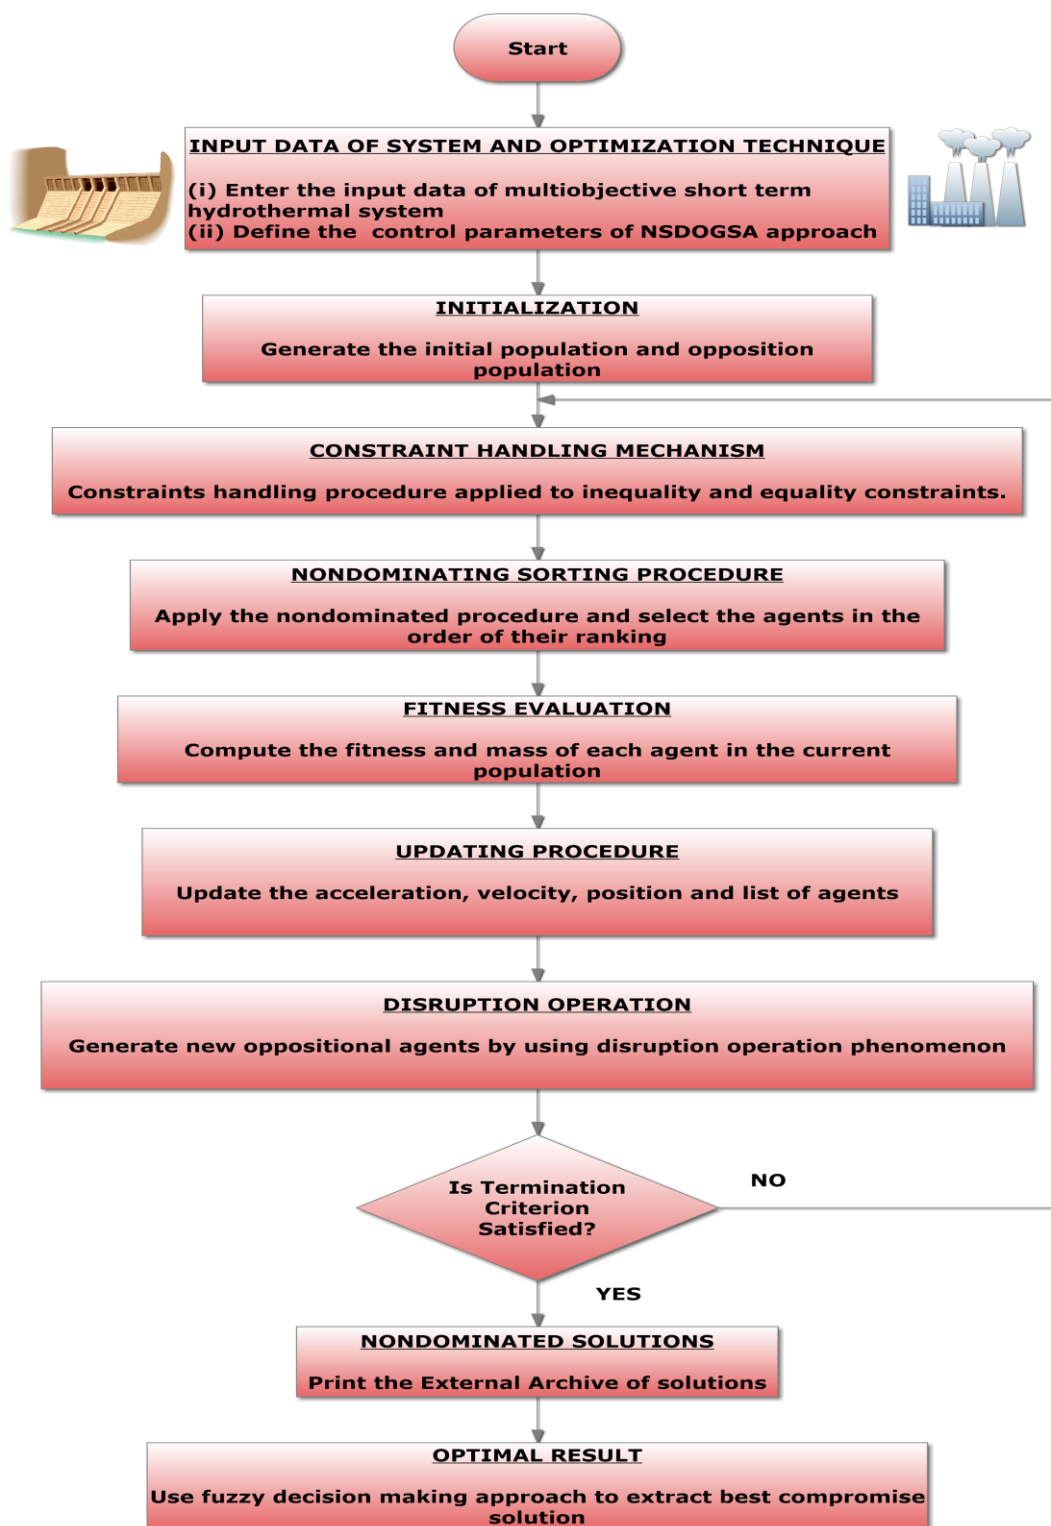 Start
INPUT DATA OF SYSTEM AND OPTIMIZATION TECHNIQUE
(i) Enter the input data of multiobjective short term
hydrothermal system
(ii) Define the control parameters of NSDOGSA approach
INITIALIZATION
Generate the initial population and opposition
population
CONSTRAINT HANDLING MECHANISM
Constraints handling procedure applied to inequality and equality constraints.
NONDOMINATING SORTING PROCEDURE
Apply the nondominated procedure and select the agents in the
order of their ranking
FITNESS EVALUATION
Compute the fitness and mass of each agent in the current
population
UPDATING PROCEDURE
Update the acceleration, velocity, position and list of agents
DISRUPTION OPERATION
Generate new oppositional agents by using disruption operation phenomenon
Is Termination
Criterion
Satisfied?
NO
YES
NONDOMINATED SOLUTIONS
Print the External Archive of solutions
OPTIMAL RESULT
Use fuzzy decision making approach to extract best compromise
solution